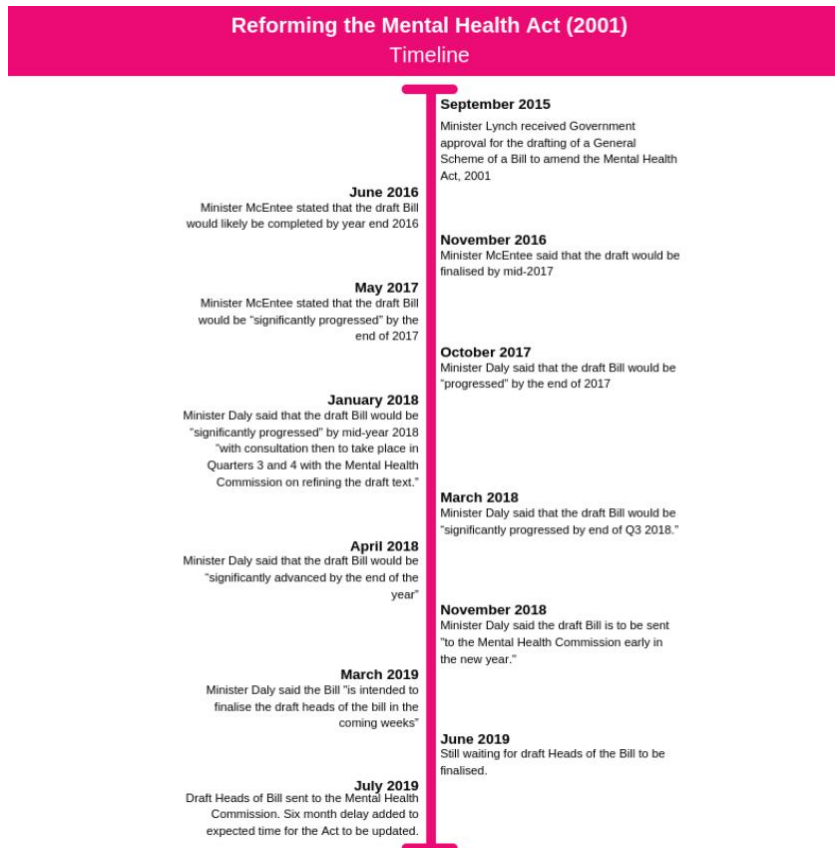 Reforming the Mental Health Act (2001)
Timeline
September 2015
Minister Lynch received Government
approval for the drafting of a General
Scheme of a Bill to amend the Mental Health
Act, 2001
June 2016
Minister McEntee stated that the draft Bill
would likely be completed by year end 2016
November 2016
Minister McEntee said that the draft would be
finalised by mid-2017
May 2017
Minister McEntee stated that the draft Bill
would be “significantly progressed” by the
end of 2017
October 2017
Minister Daly said that the draft Bill would be
“progressed” by the end of 2017
January 2018
Minister Daly said that the draft Bill would be
“significantly progressed” by mid-year 2018
“with consultation then to take place in
Quarters 3 and 4 with the Mental Health
Commission on refining the draft text.”
March 2018
Minister Daly said that the draft Bill would be
“significantly progressed by end of Q3 2018.”
April 2018
Minister Daly said that the draft Bill would be
“significantly advanced by the end of the
year”
November 2018
Minister Daly said the draft Bill is to be sent
"to the Mental Health Commission early in
the new year."
March 2019
Minister Daly said the Bill "is intended to
finalise the draft heads of the bill in the
coming weeks”
June 2019
Still waiting for draft Heads of the Bill to be
finalised.
July 2019
Draft Heads of Bill sent to the Mental Health
Commission. Six month delay added to
expected time for the Act to be updated.